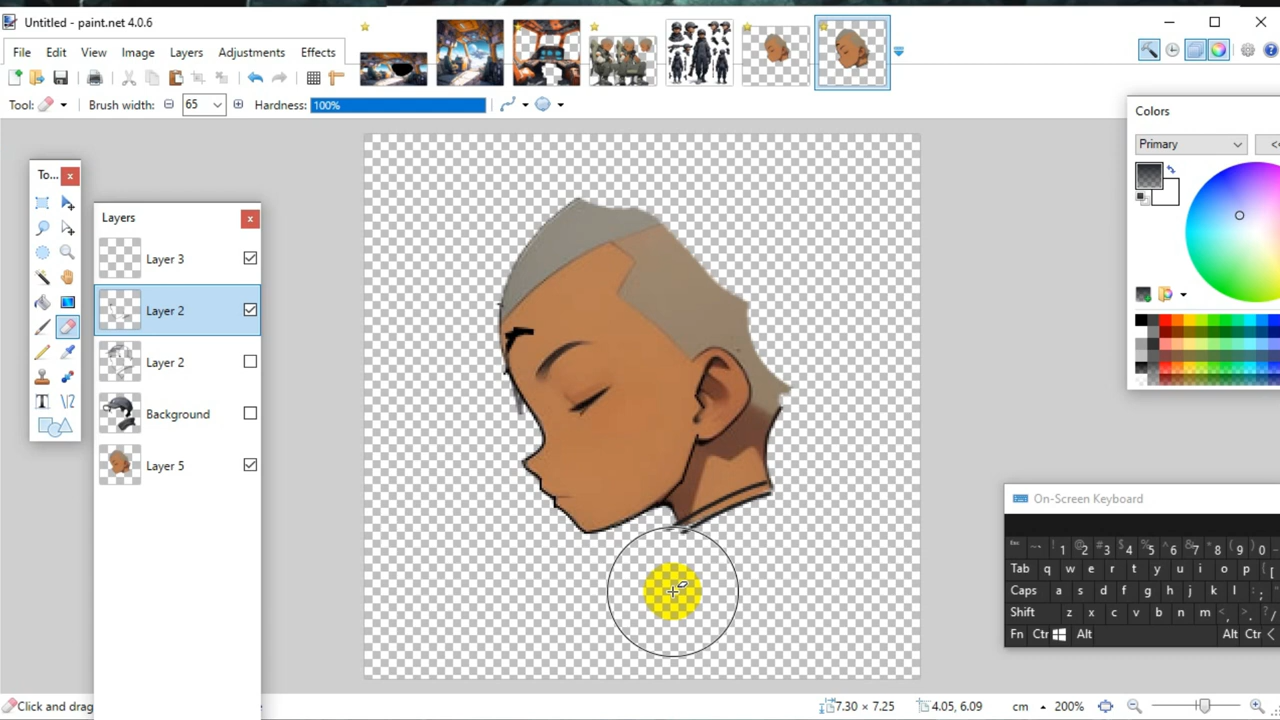 Untitled - paint.net 4.0.6
File Edit View Image Layers Adjustments Effects
Tool: Brush width: 65 Hardness: 100%
Colors
Primary
To...
Layers
Layer 3
Layer 2
Layer 2
Background
Layer 5
On-Screen Keyboard
Esc ~ ` ! 1 @ 2 # 3 $ 4 % 5 ^ 6 & 7 * 8 ( 9 ) 0
Tab q w e r t y u i o p { [
Caps a s d f g h j k l : ;
Shift z x c v b n m < , > . ? /
Fn Ctr Alt Alt Ctr <
Click and drag 7.30 × 7.25 4.05, 6.09 cm 200%